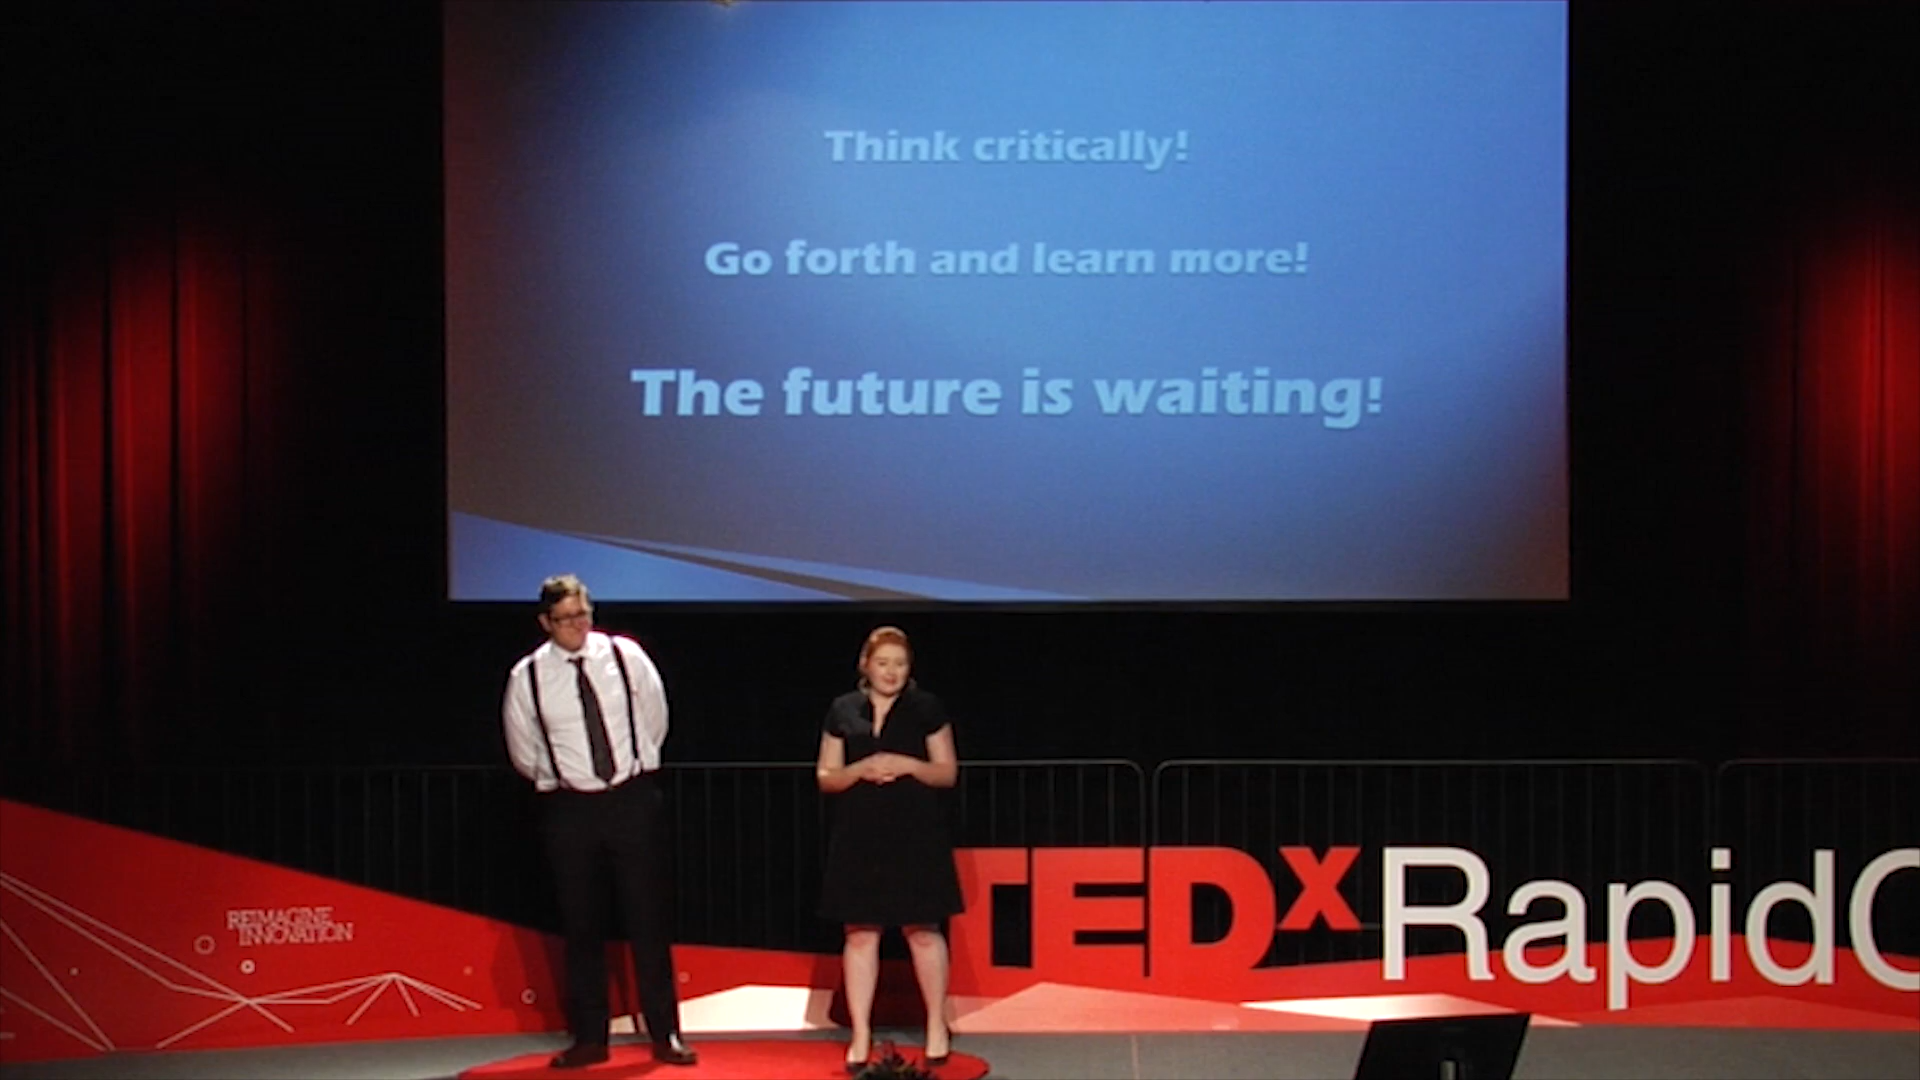 Think critically!
Go forth and learn more!
The future is waiting!
REIMAGINE
INNOVATION
TEDxRapidC